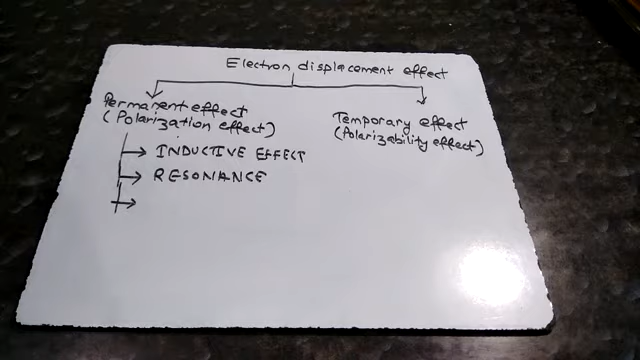 Electron displacement effect
Permanent effect
(Polarization effect)
Temporary effect
(Polarizability effect)
INDUCTIVE EFFECT
RESONANCE